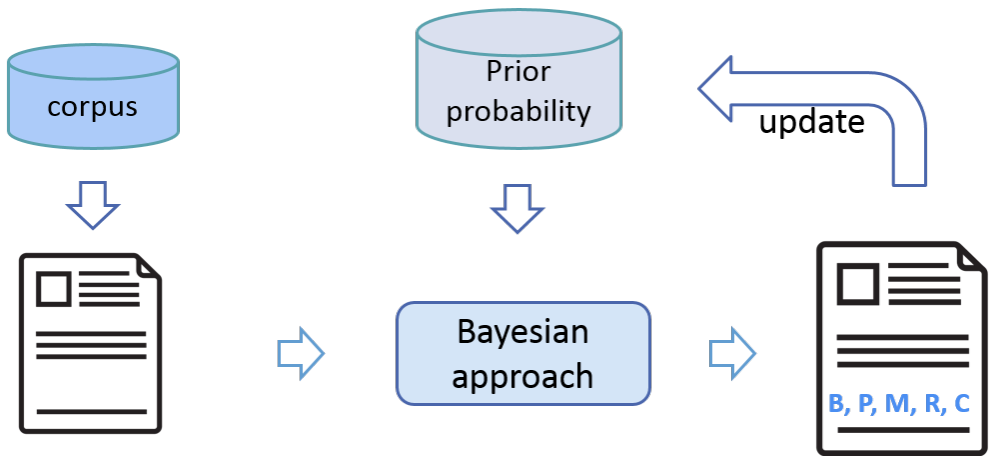 corpus
Prior
probability
update
Bayesian
approach
B, P, M, R, C